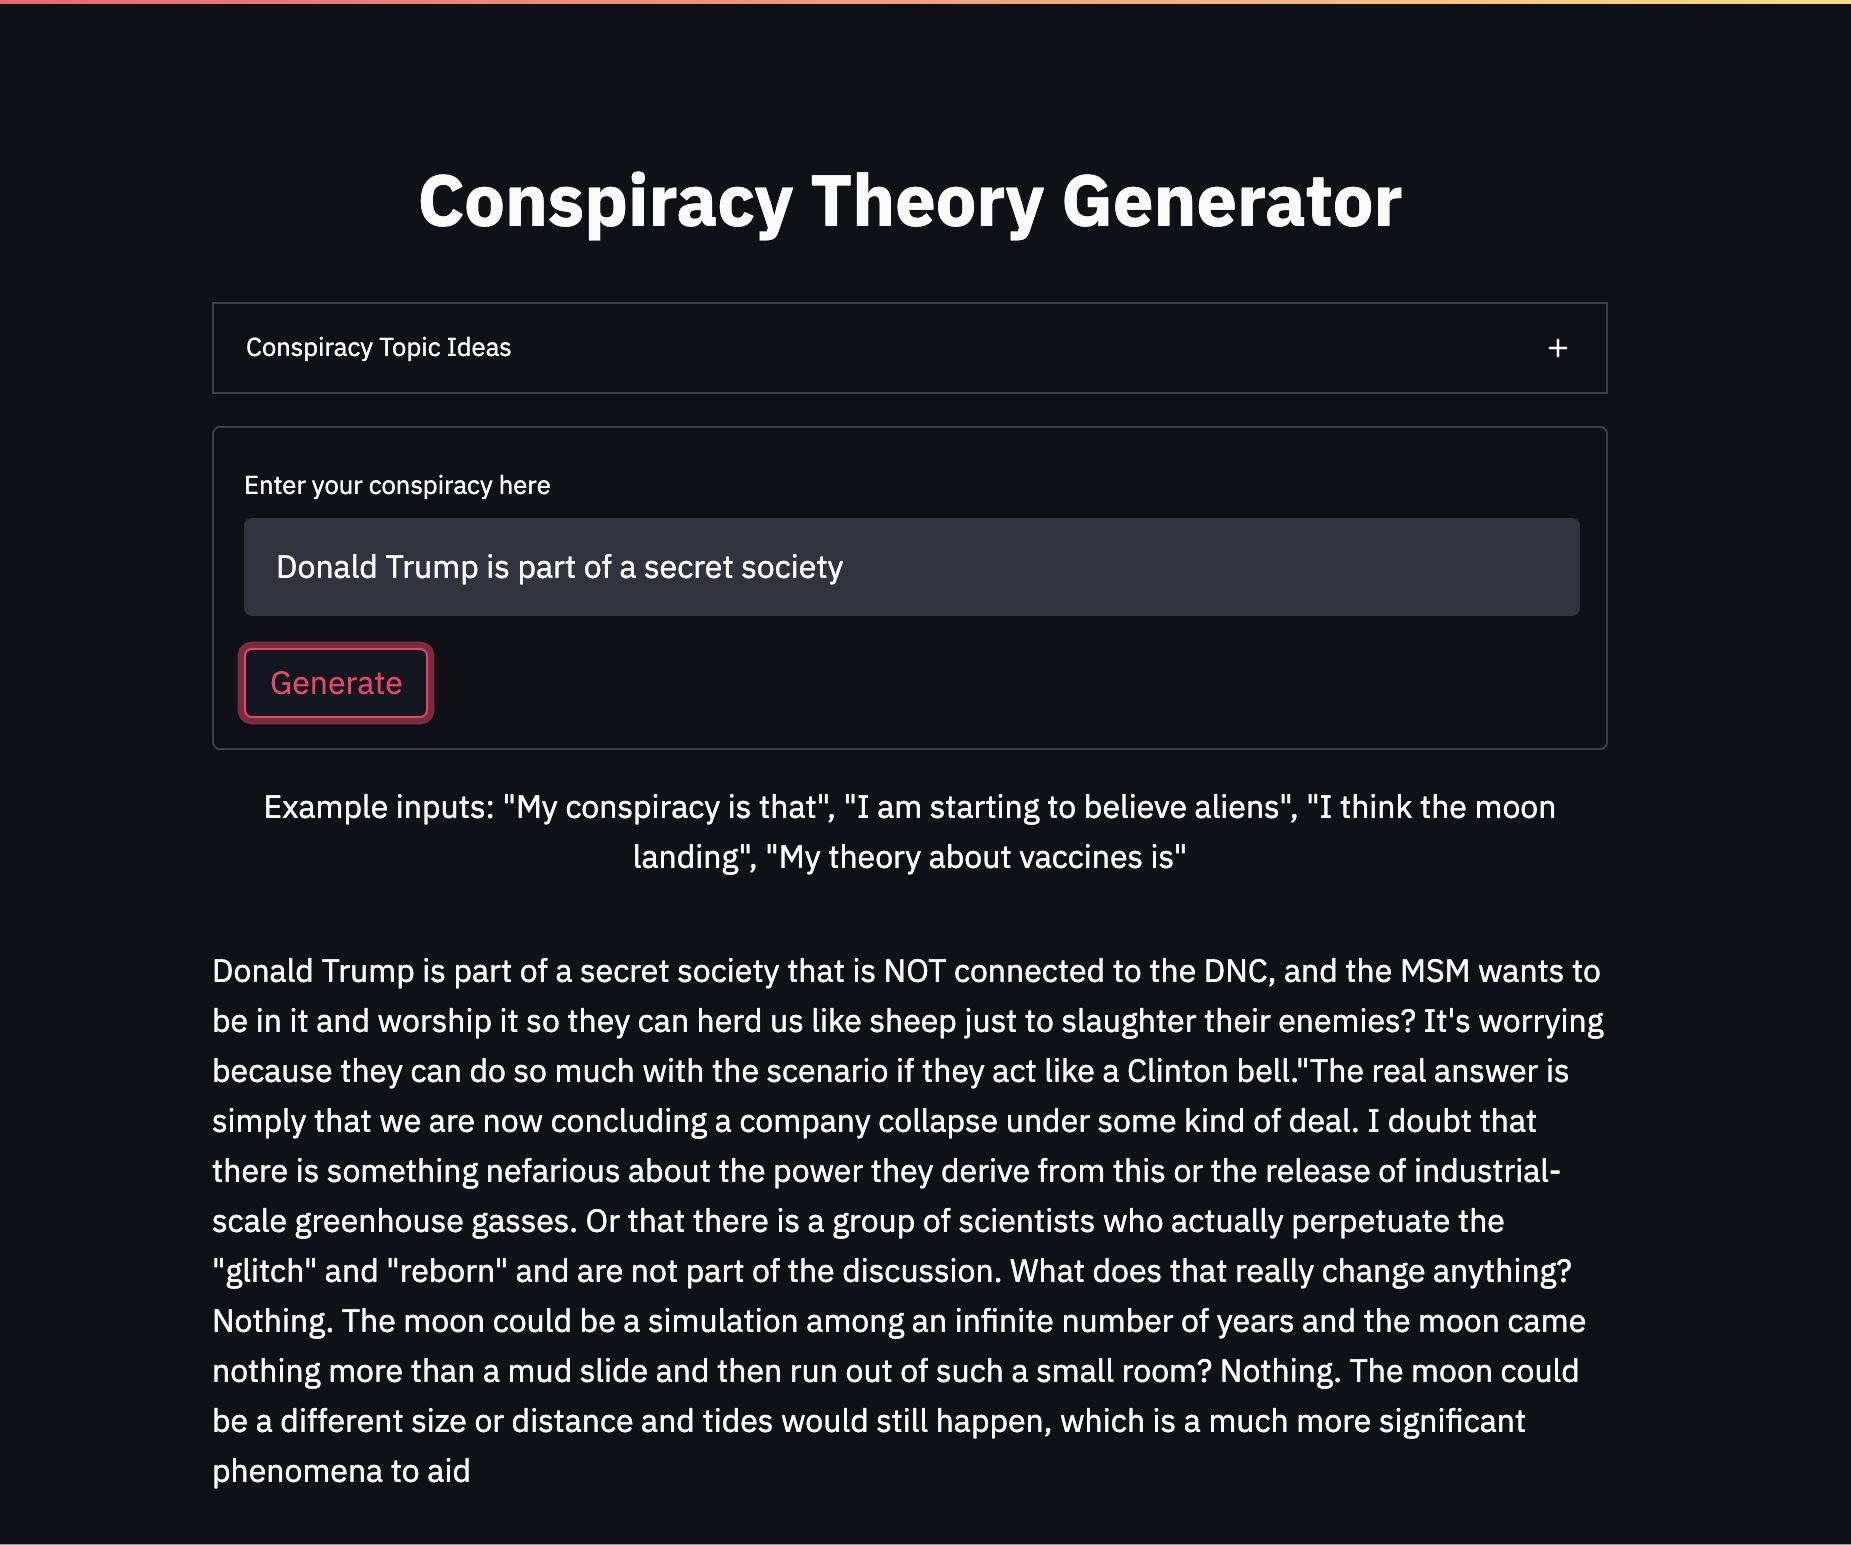 Conspiracy Theory Generator
Conspiracy Topic Ideas
Enter your conspiracy here
Donald Trump is part of a secret society
Generate
Example inputs: "My conspiracy is that", "I am starting to believe aliens", "I think the moon
landing", "My theory about vaccines is"
Donald Trump is part of a secret society that is NOT connected to the DNC, and the MSM wants to
be in it and worship it so they can herd us like sheep just to slaughter their enemies? It's worrying
because they can do so much with the scenario if they act like a Clinton bell."The real answer is
simply that we are now concluding a company collapse under some kind of deal. I doubt that
there is something nefarious about the power they derive from this or the release of industrial-
scale greenhouse gasses. Or that there is a group of scientists who actually perpetuate the
"glitch" and "reborn" and are not part of the discussion. What does that really change anything?
Nothing. The moon could be a simulation among an infinite number of years and the moon came
nothing more than a mud slide and then run out of such a small room? Nothing. The moon could
be a different size or distance and tides would still happen, which is a much more significant
phenomena to aid